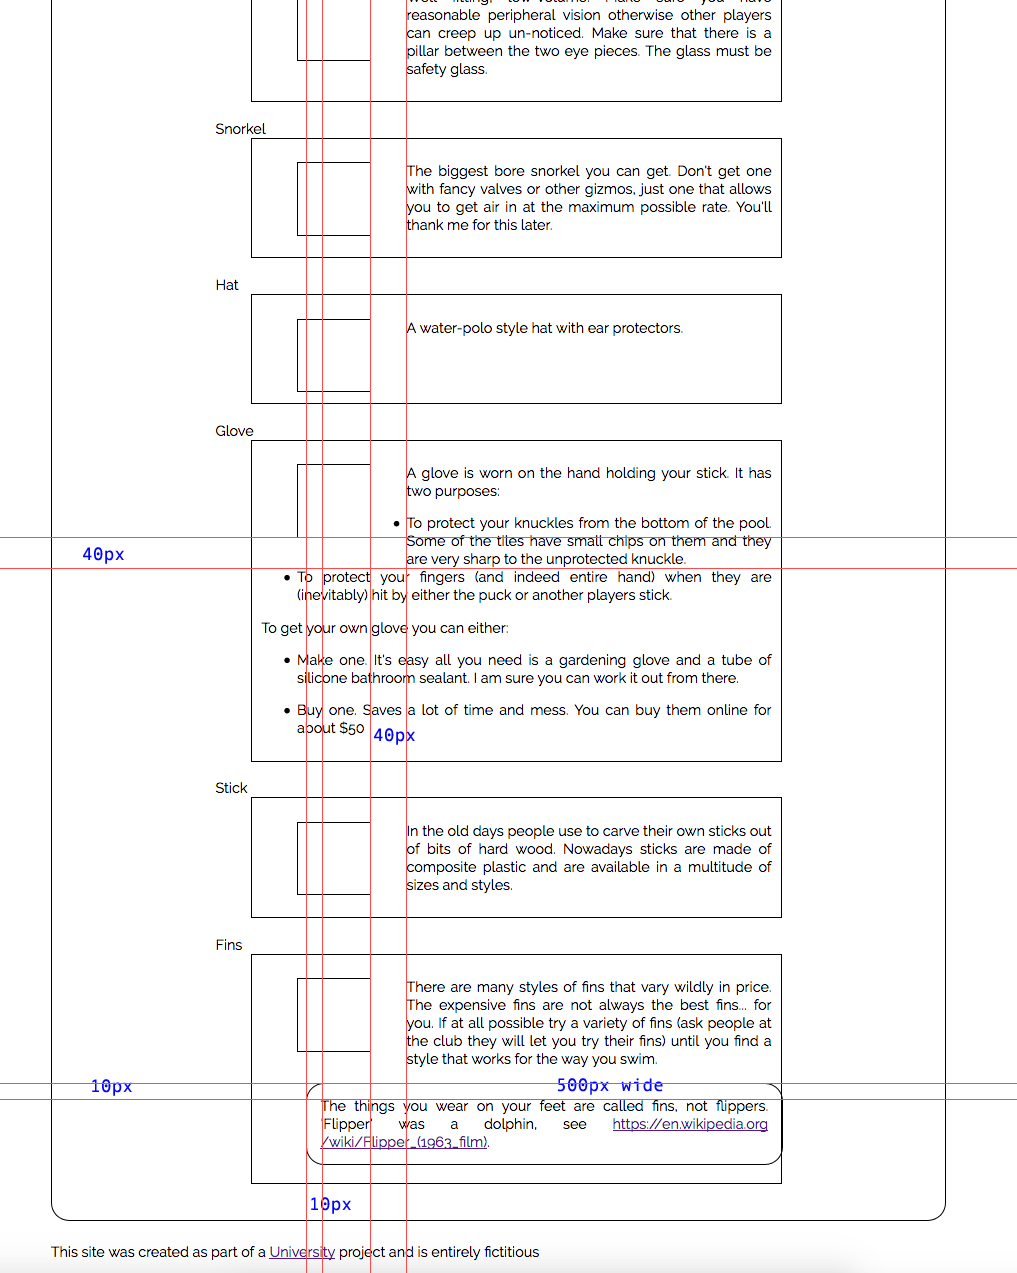 well fitting, low-volume. Make sure you have
reasonable peripheral vision otherwise other players
can creep up un-noticed. Make sure that there is a
pillar between the two eye pieces. The glass must be
safety glass.
Snorkel
The biggest bore snorkel you can get. Don't get one
with fancy valves or other gizmos, just one that allows
you to get air in at the maximum possible rate. You'll
thank me for this later.
Hat
A water-polo style hat with ear protectors.
Glove
A glove is worn on the hand holding your stick. It has
two purposes:
• To protect your knuckles from the bottom of the pool.
Some of the tiles have small chips on them and they
40px
are very sharp to the unprotected knuckle.
• To protect your fingers (and indeed entire hand) when they are
(inevitably) hit by either the puck or another players stick.
To get your own glove you can either:
• Make one. It's easy all you need is a gardening glove and a tube of
silicone bathroom sealant. I am sure you can work it out from there.
• Buy one. Saves a lot of time and mess. You can buy them online for
about $50
40px
Stick
In the old days people use to carve their own sticks out
of bits of hard wood. Nowadays sticks are made of
composite plastic and are available in a multitude of
sizes and styles.
Fins
There are many styles of fins that vary wildly in price.
The expensive fins are not always the best fins... for
you. If at all possible try a variety of fins (ask people at
the club they will let you try their fins) until you find a
style that works for the way you swim.
10px
500px wide
The things you wear on your feet are called fins, not flippers.
'Flipper' was a dolphin, see https://en.wikipedia.org
/wiki/Flipper_(1963_film).
10px
This site was created as part of a University project and is entirely fictitious